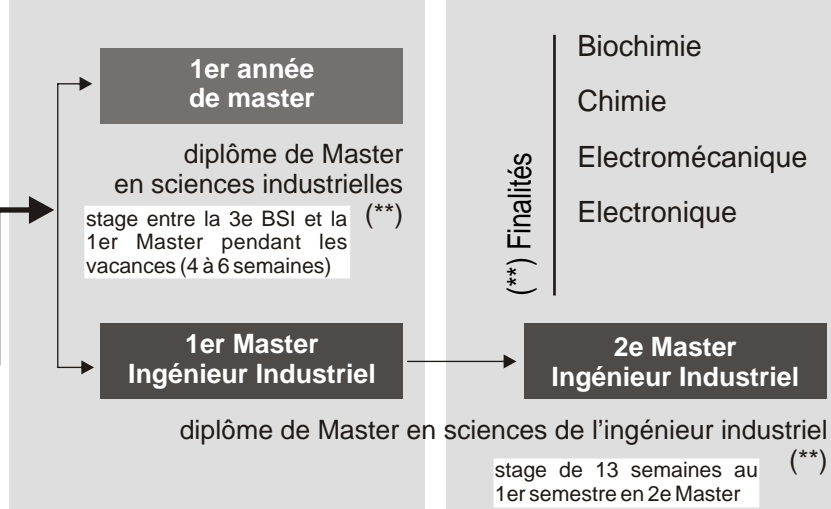 1er année
de master
diplôme de Master
en sciences industrielles
(**)
stage entre la 3e BSI et la
1er Master pendant les
vacances (4 à 6 semaines)
1er Master
Ingénieur Industriel
(**) Finalités
Biochimie
Chimie
Electromécanique
Electronique
2e Master
Ingénieur Industriel
diplôme de Master en sciences de l'ingénieur industriel
(**)
stage de 13 semaines au
1er semestre en 2e Master